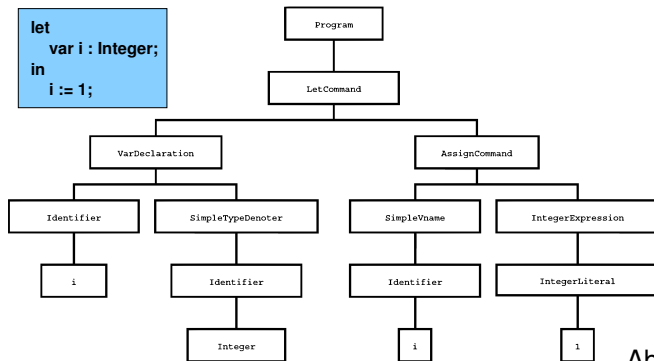 let
var i : Integer;
in
i := 1;
Program
LetCommand
VarDeclaration
AssignCommand
Identifier
SimpleTypeDenoter
SimpleVname
IntegerExpression
i
Identifier
Identifier
IntegerLiteral
Integer
i
1